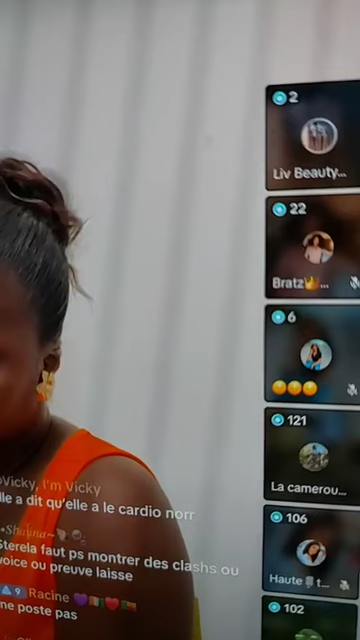 2
Liv Beauty...
22
Bratz👑...
6
😳😳😳
121
La camerou...
106
Haute
102
Vicky, I'm Vicky
lle a dit qu'elle a le cardio norr
Shalina~
sterela faut ps montrer des clashs ou
voice ou preuve laisse
9 Racine
ne poste pas